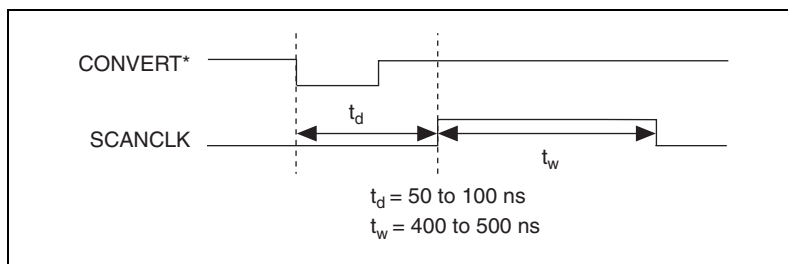 CONVERT*
t_d
SCANCLK
t_w
t_d = 50 to 100 ns
t_w = 400 to 500 ns